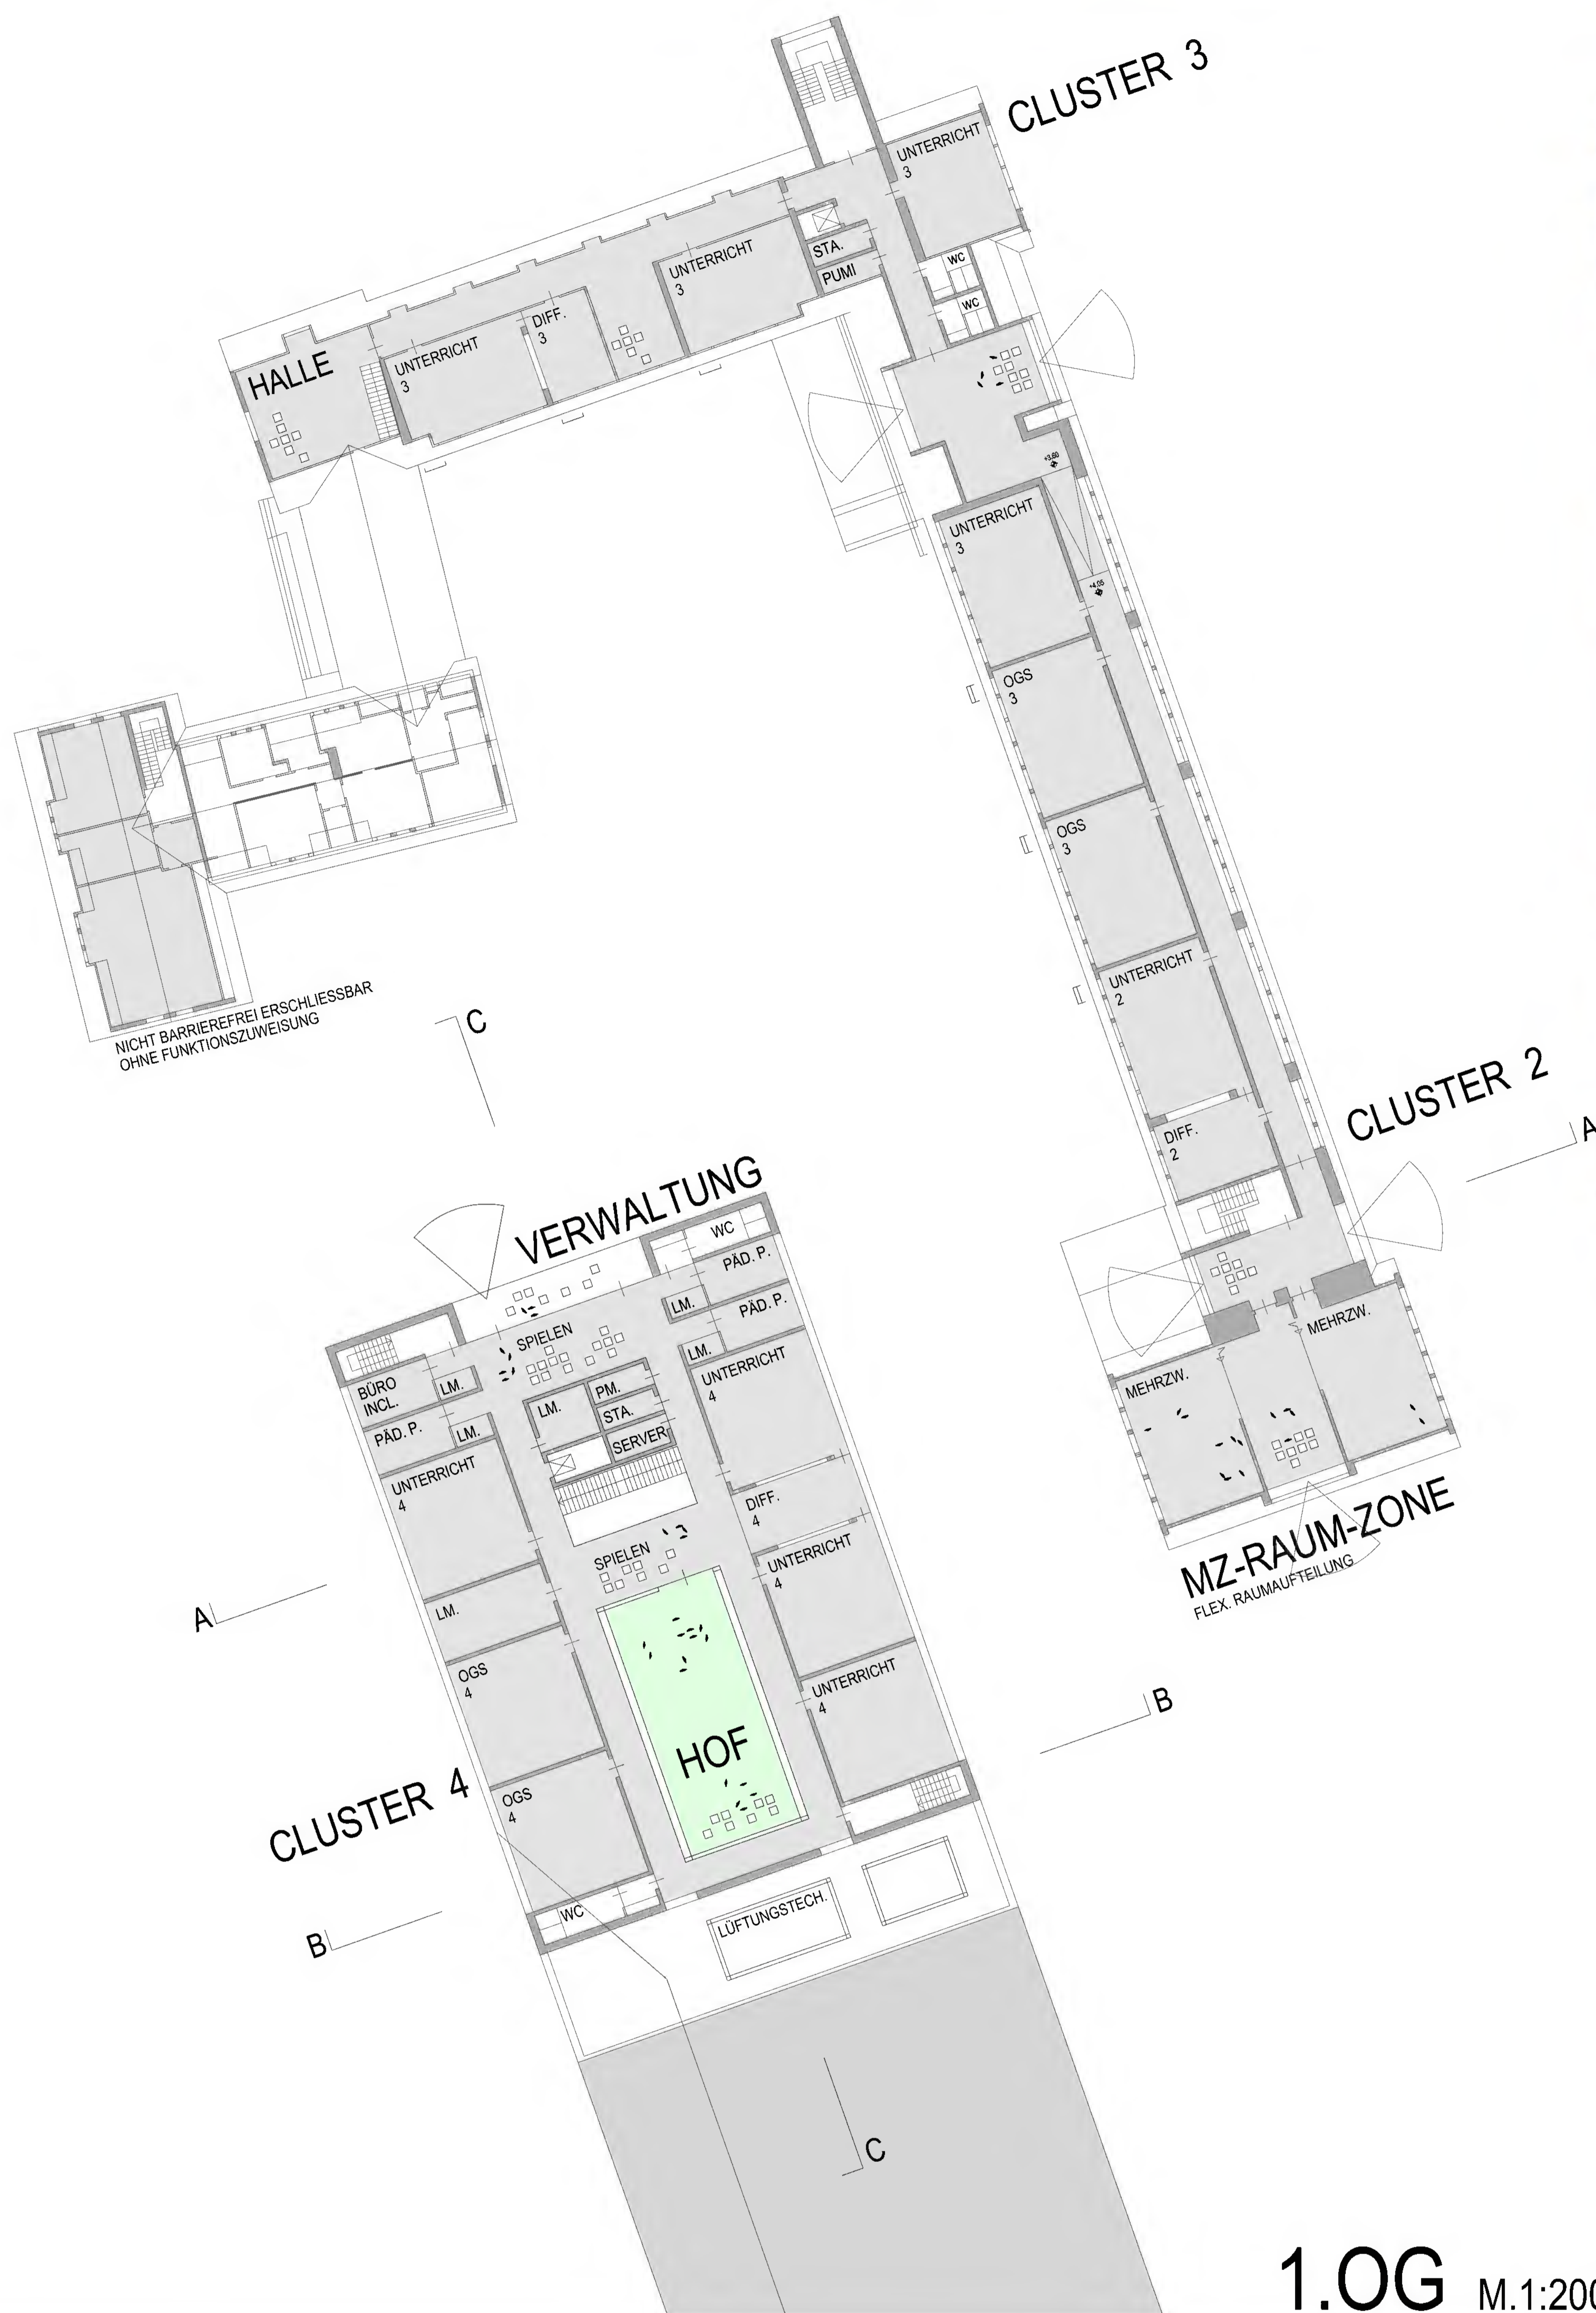 CLUSTER 3
UNTERRICHT
3
STA.
PUMI
WC
WC
UNTERRICHT
3
DIFF.
3
UNTERRICHT
3
HALLE
+3.60
UNTERRICHT
3
+4.05
OGS
3
OGS
3
UNTERRICHT
2
DIFF.
2
CLUSTER 2
A
NICHT BARRIEREFREI ERSCHLIESSBAR
OHNE FUNKTIONSZUWEISUNG
C
VERWALTUNG
WC
PÄD. P.
LM.
PÄD. P.
LM.
SPIELEN
BÜRO
INCL.
LM.
PÄD. P.
LM.
LM.
PM.
STA.
SERVER
UNTERRICHT
4
UNTERRICHT
4
DIFF.
4
SPIELEN
UNTERRICHT
4
LM.
OGS
4
UNTERRICHT
4
HOF
OGS
4
CLUSTER 4
WC
LÜFTUNGSTECH.
MEHRZW.
MEHRZW.
MZ-RAUM-ZONE
FLEX. RAUMAUFTEILUNG
A
B
B
C
1.OG M.1:200